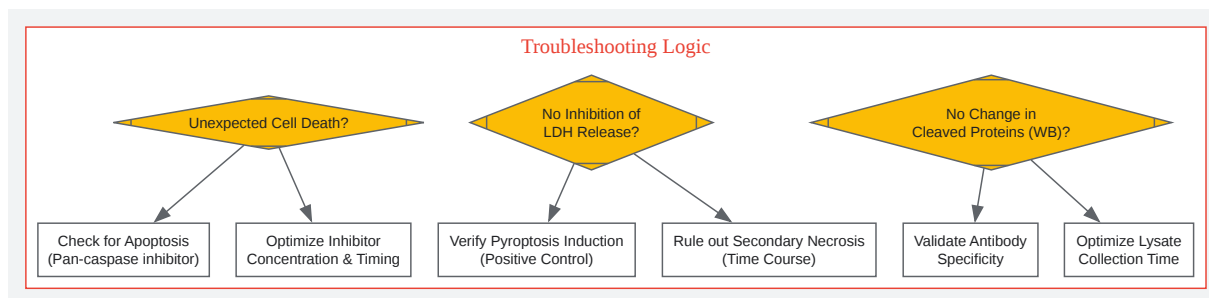 Troubleshooting Logic
Unexpected Cell Death?
No Inhibition of
LDH Release?
No Change in
Cleaved Proteins (WB)?
Check for Apoptosis
(Pan-caspase inhibitor)
Optimize Inhibitor
Concentration & Timing
Verify Pyroptosis Induction
(Positive Control)
Rule out Secondary Necrosis
(Time Course)
Validate Antibody
Specificity
Optimize Lysate
Collection Time